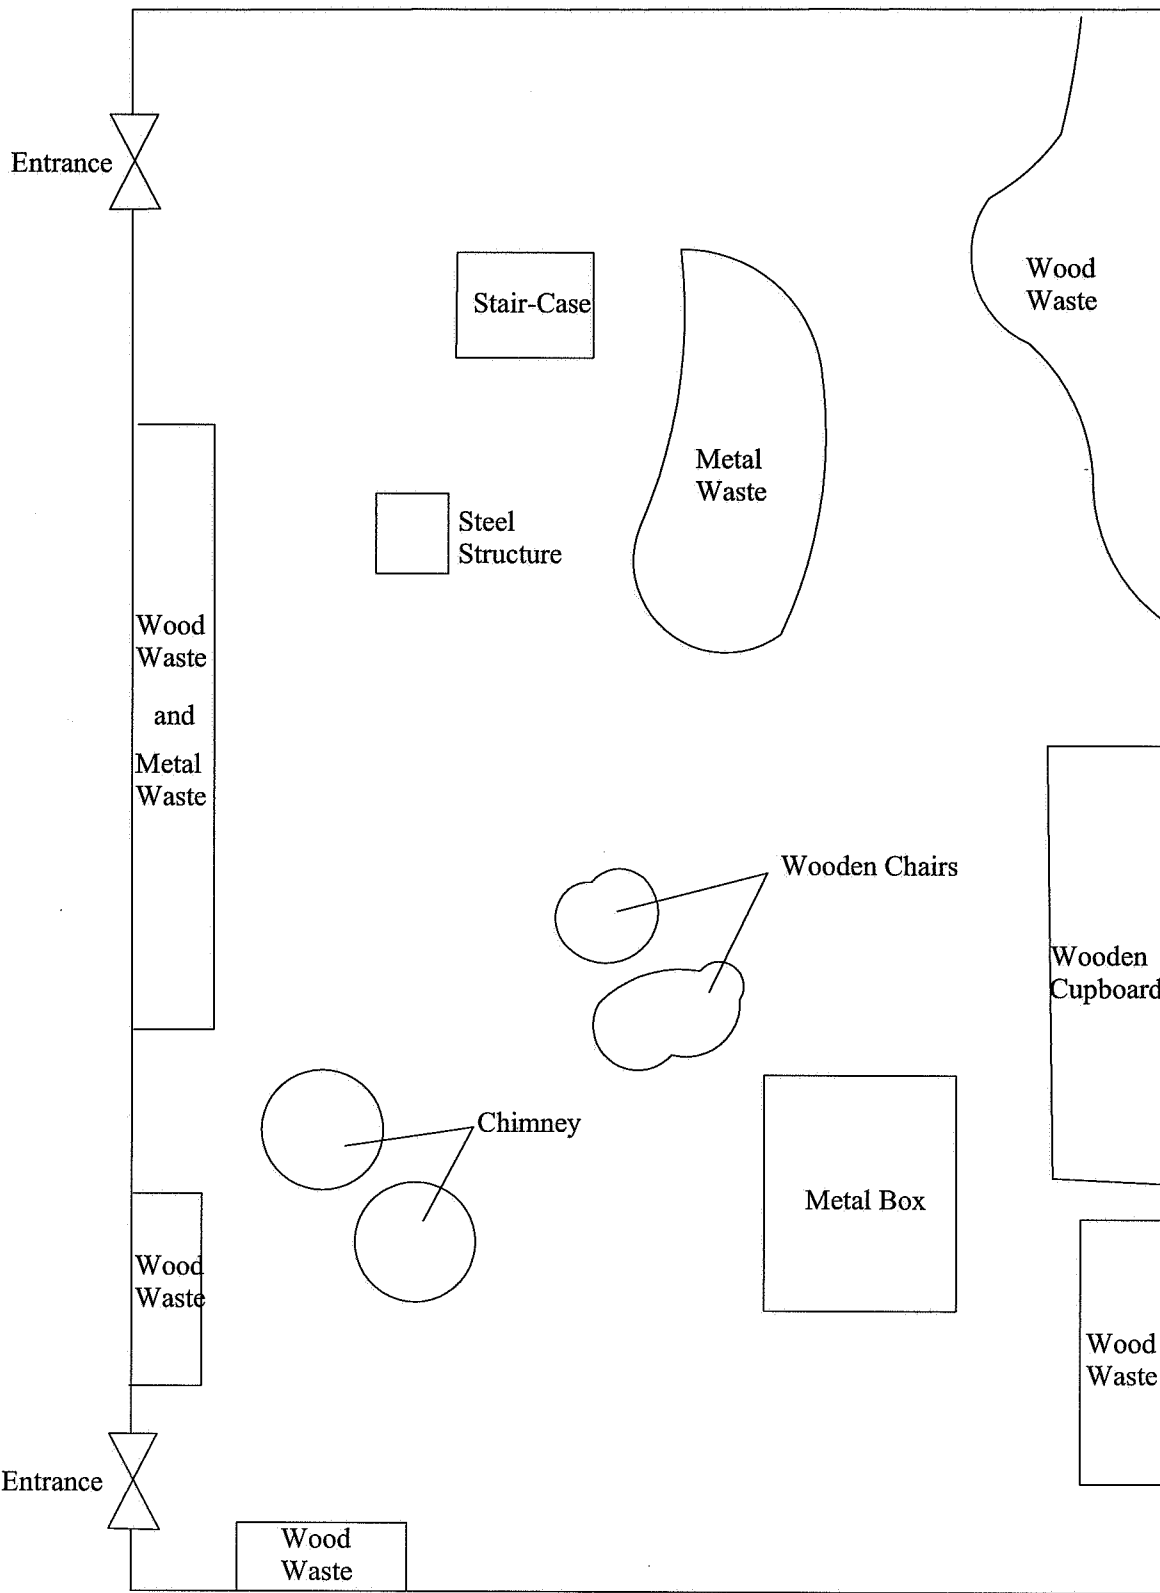 Entrance
Wood
Waste
Stair-Case
Metal
Waste
Steel
Structure
Wood
Waste
and
Metal
Waste
Wooden Chairs
Wooden
Cupboard
Chimney
Metal Box
Wood
Waste
Wood
Waste
Entrance
Wood
Waste